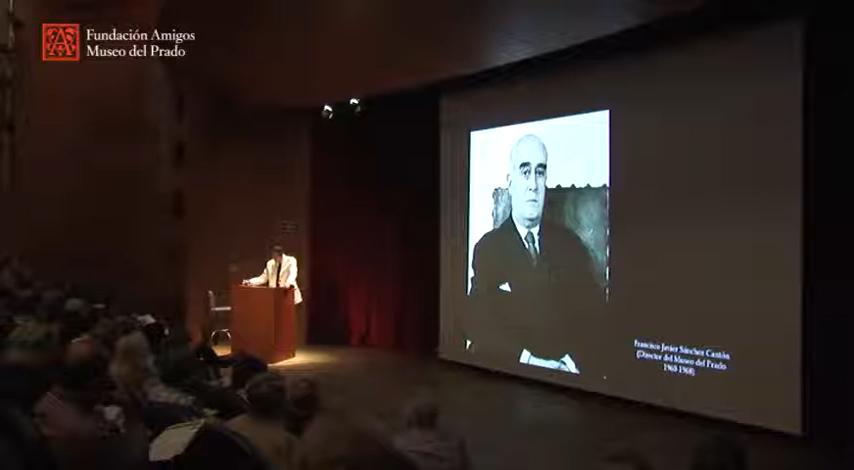 Fundación Amigos
Museo del Prado
Francisco Javier Sánchez Cantón
(Director del Museo del Prado
1960-1968)